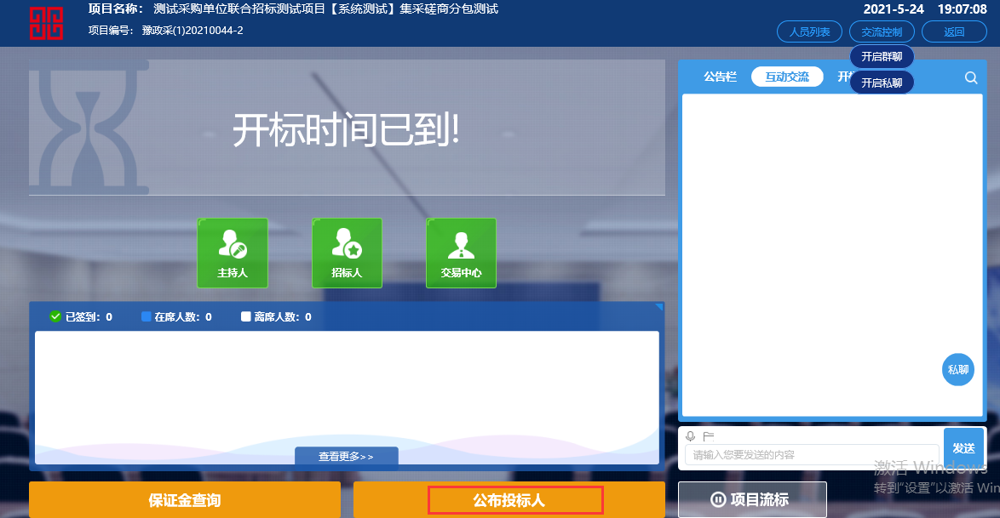 项目名称： 测试采购单位联合招标测试项目【系统测试】集采磋商分包测试
2021-5-24 19:07:08
项目编号： 豫政采(1)20210044-2
人员列表
交流控制
返回
开启群聊
开启私聊
公告栏
互动交流
开标时间已到!
主持人
招标人
交易中心
已签到： 0
在席人数： 0
离席人数： 0
私聊
查看更多>>
请输入您要发送的内容
发送
激活 Windows
转到"设置"以激活 Win
保证金查询
公布投标人
项目流标